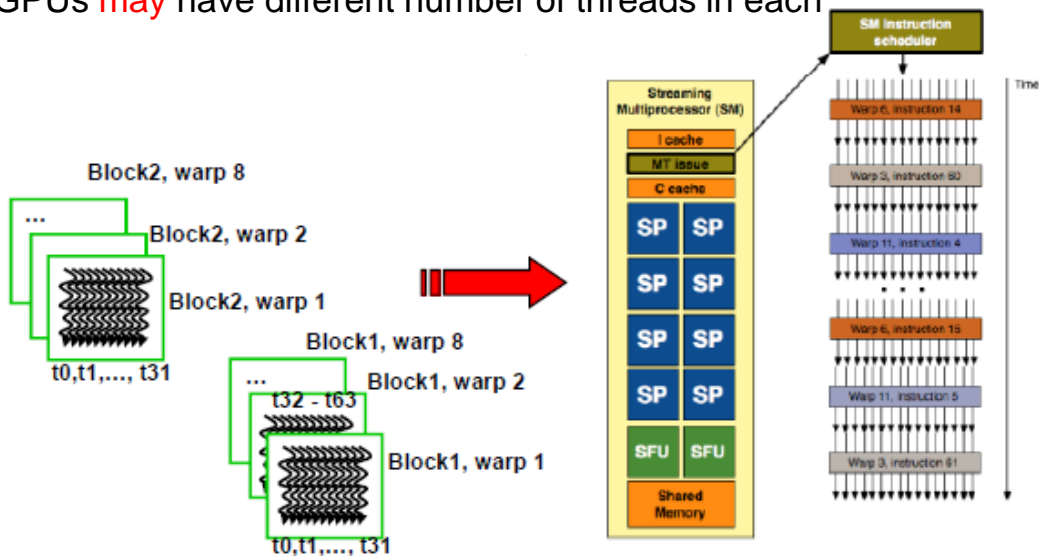 GPUs may have different number of threads in each
SM instruction
scheduler
Time
Streaming
Multiprocessor (SM)
I cache
MT issue
C cache
SP SP
SP SP
SP SP
SP SP
SFU SFU
Shared
Memory
Warp 6, instruction 14
Warp 3, instruction 60
Warp 11, instruction 4
. . .
Warp 6, instruction 15
Warp 11, instruction 5
Warp 3, instruction 61
Block2, warp 8
...
Block2, warp 2
Block2, warp 1
t0,t1,..., t31
Block1, warp 8
...
Block1, warp 2
t32 - t63
Block1, warp 1
t0,t1,..., t31